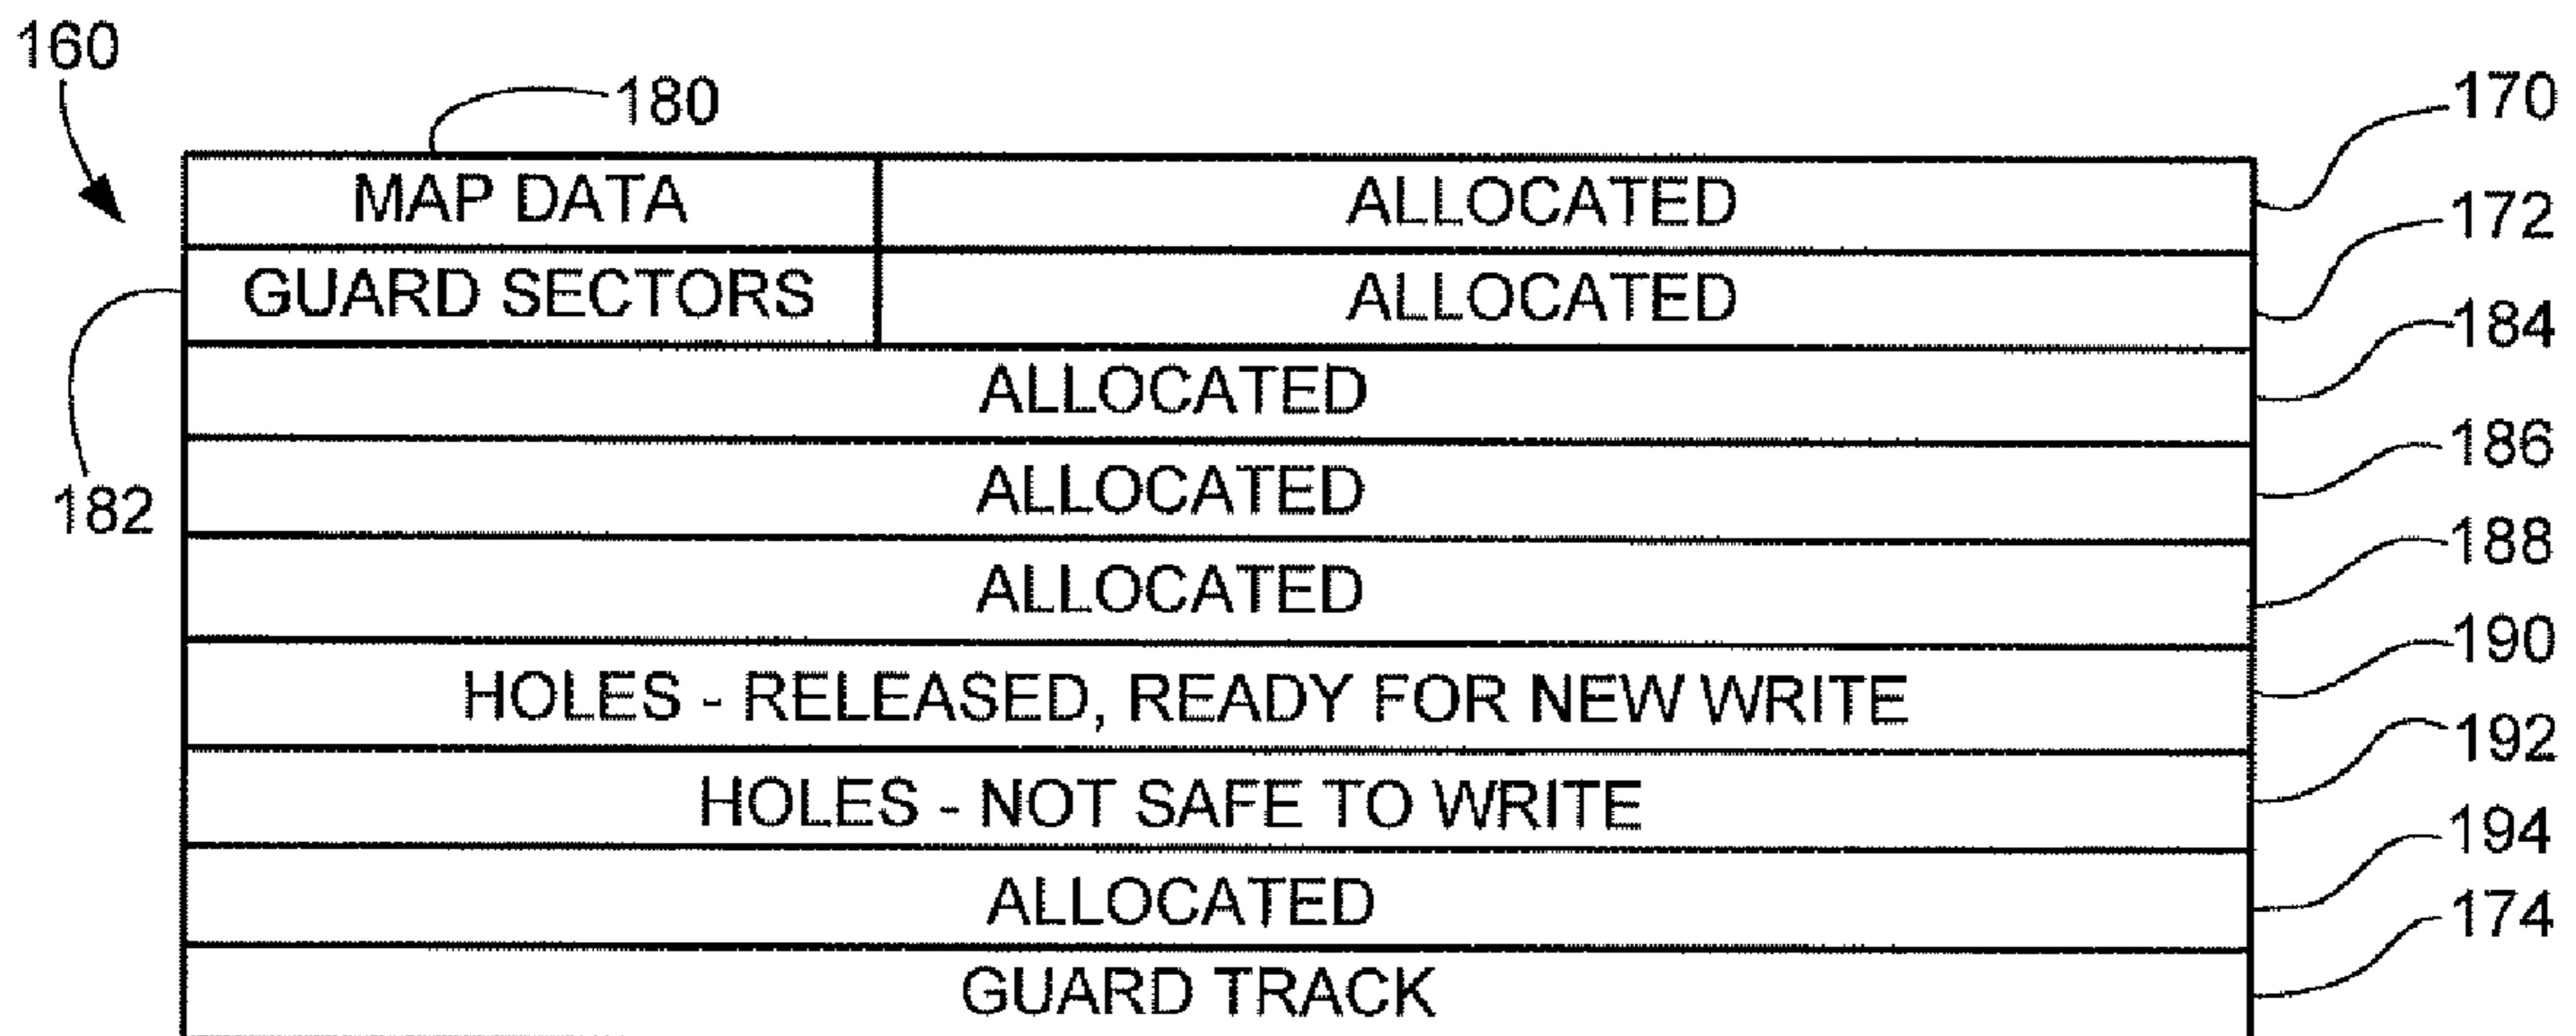 160
180
170
MAP DATA ALLOCATED
172
GUARD SECTORS ALLOCATED
184
ALLOCATED
186
ALLOCATED
182
188
ALLOCATED
190
HOLES - RELEASED, READY FOR NEW WRITE
192
HOLES - NOT SAFE TO WRITE
194
ALLOCATED
174
GUARD TRACK